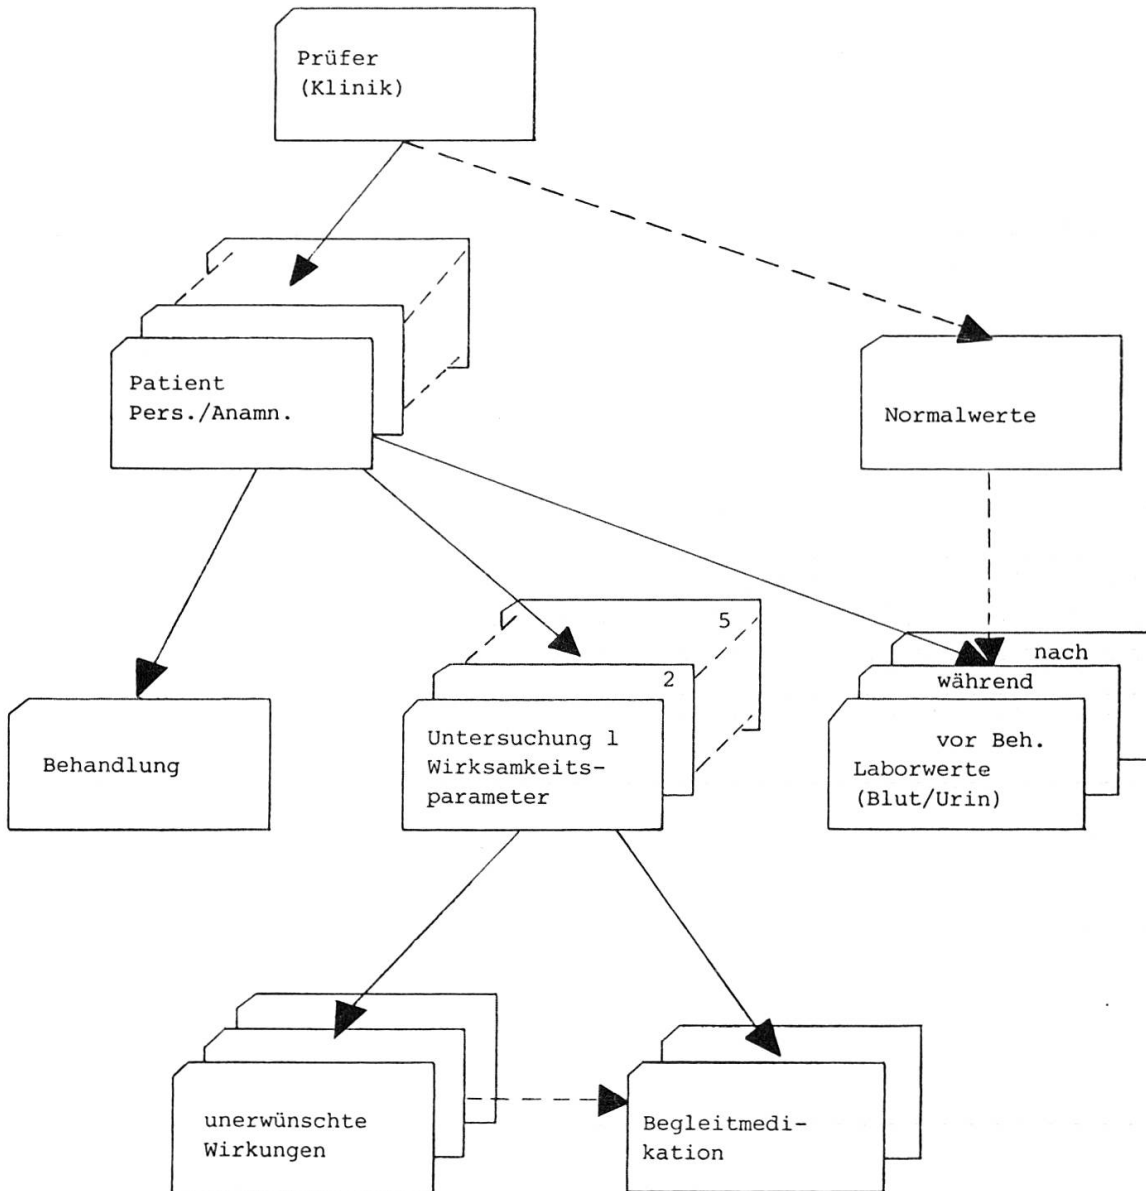 Prüfer
(Klinik)
Patient
Pers./Anamn.
Normalwerte
Behandlung
5
2
Untersuchung 1
Wirksamkeits-
parameter
nach
während
vor Beh.
Laborwerte
(Blut/Urin)
unerwünschte
Wirkungen
Begleitmedi-
kation